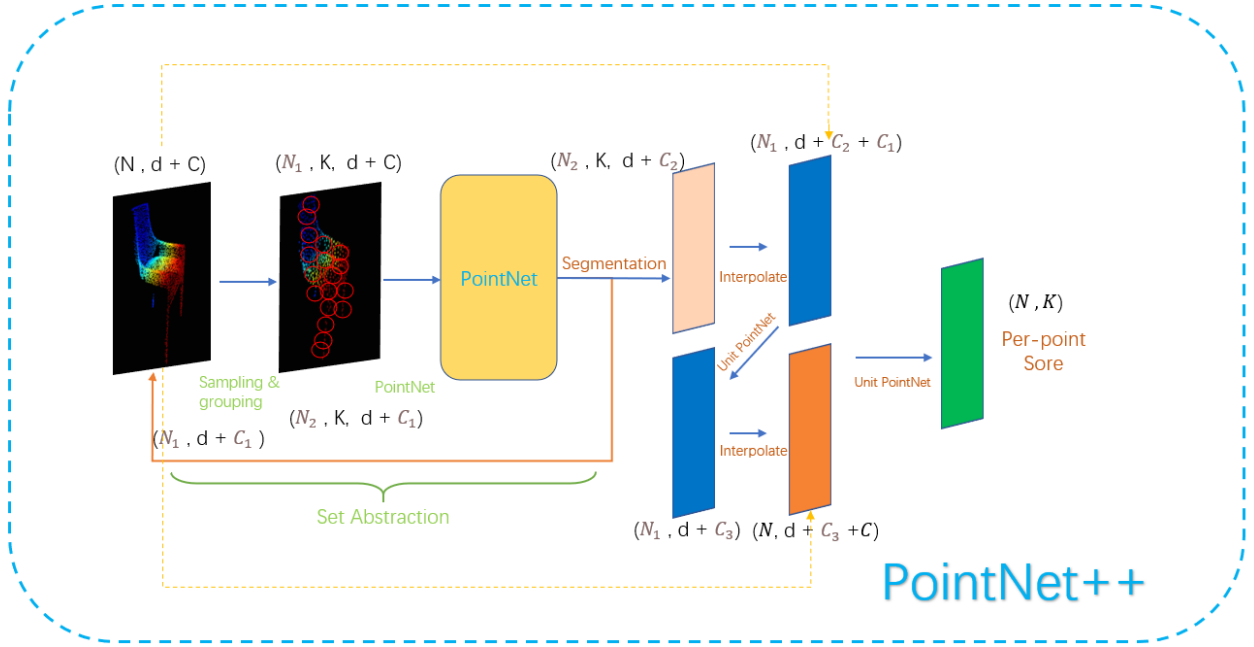 (N , d + C)
(N₁ , K, d + C)
(N₂ , K, d + C₂)
(N₁ , d + C₂ + C₁)
PointNet
Segmentation
Interpolate
Unit PointNet
(N , K)
Per-point
Sore
Unit PointNet
Sampling &
grouping
PointNet
(N₂ , K, d + C₁)
(N₁ , d + C₁ )
Interpolate
Set Abstraction
(N₁ , d + C₃)
(N, d + C₃ +C)
PointNet++